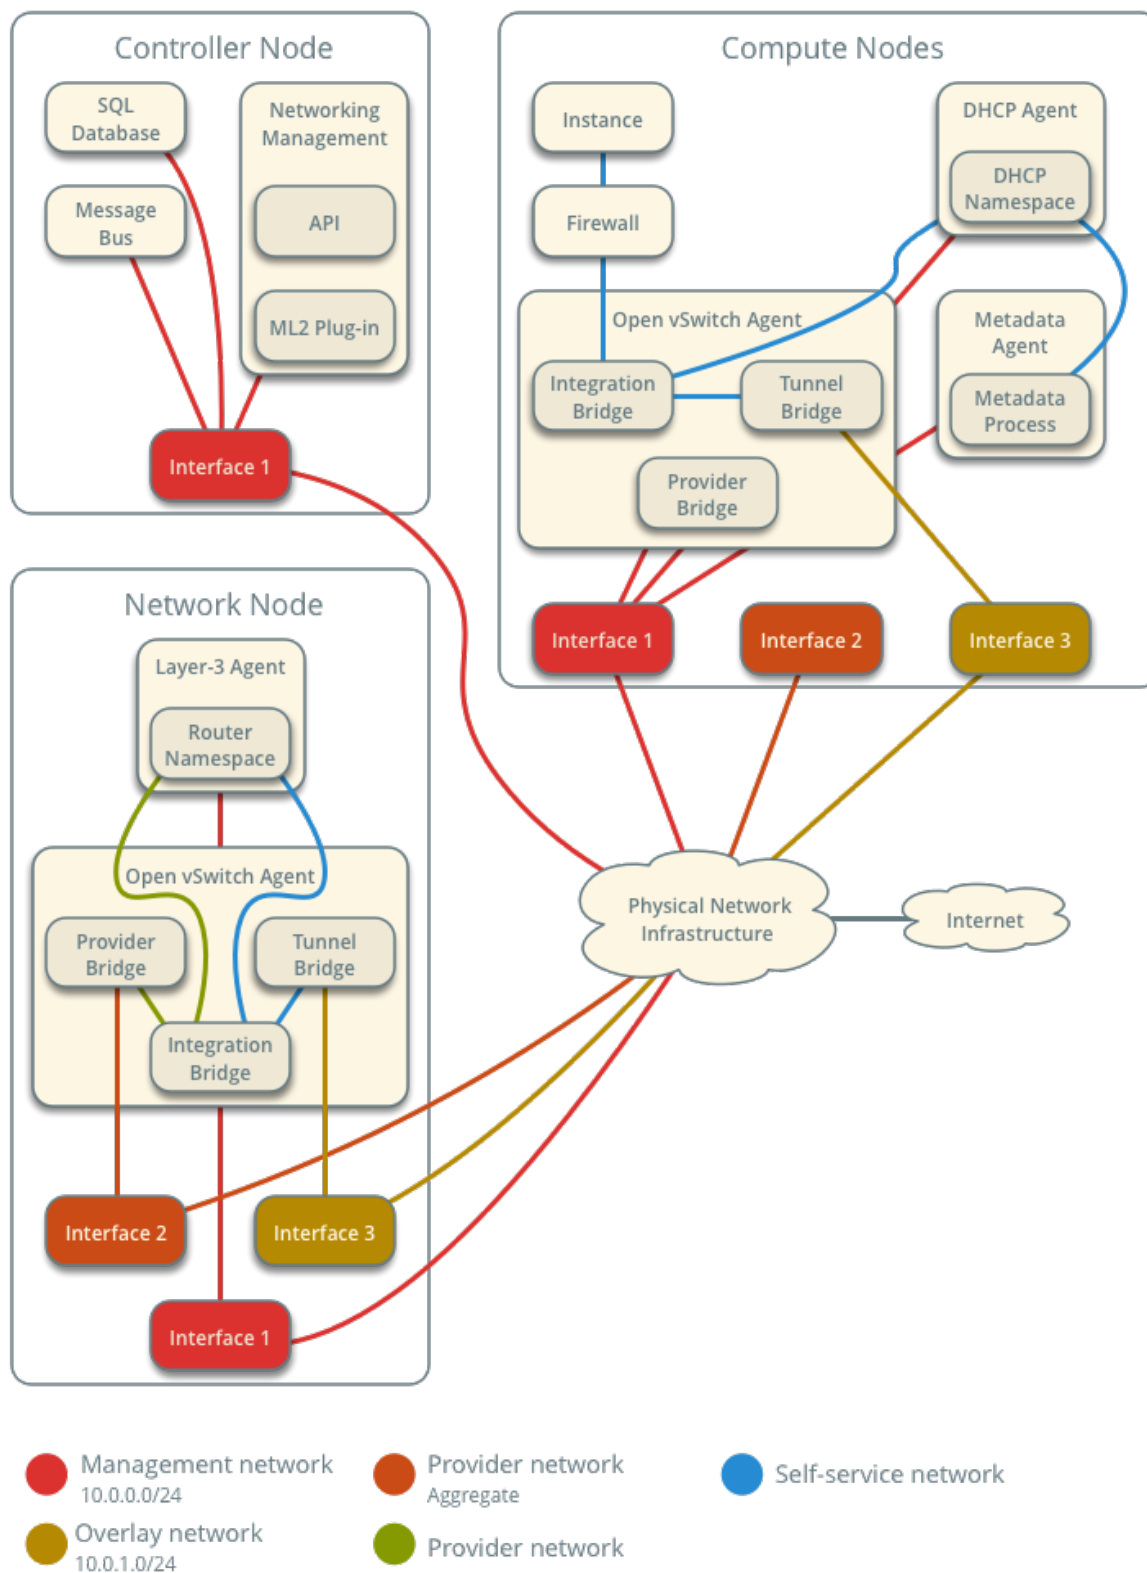 Controller Node
SQL
Database
Networking
Management
Message
Bus
API
ML2 Plug-in
Interface 1
Compute Nodes
Instance
DHCP Agent
DHCP
Namespace
Firewall
Open vSwitch Agent
Metadata
Agent
Integration
Bridge
Tunnel
Bridge
Metadata
Process
Provider
Bridge
Interface 1
Interface 2
Interface 3
Network Node
Layer-3 Agent
Router
Namespace
Open vSwitch Agent
Provider
Bridge
Tunnel
Bridge
Integration
Bridge
Interface 2
Interface 3
Interface 1
Physical Network
Infrastructure
Internet
Management network
10.0.0.0/24
Provider network
Aggregate
Self-service network
Overlay network
10.0.1.0/24
Provider network